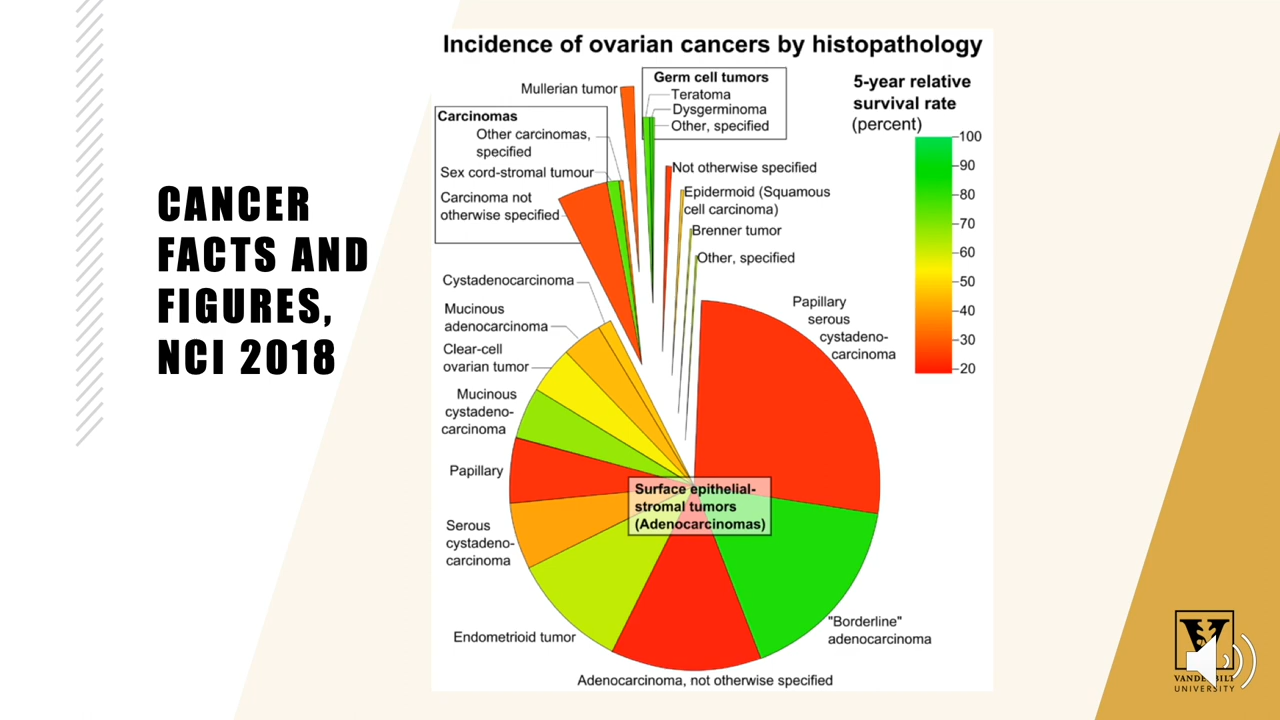 CANCER
FACTS AND
FIGURES,
NCI 2018
Incidence of ovarian cancers by histopathology
Mullerian tumor
Germ cell tumors
Teratoma
Dysgerminoma
Other, specified
5-year relative
survival rate
(percent)
100
90
80
70
60
50
40
30
20
Carcinomas
Other carcinomas,
specified
Sex cord-stromal tumour
Carcinoma not
otherwise specified
Not otherwise specified
Epidermoid (Squamous
cell carcinoma)
Brenner tumor
Other, specified
Cystadenocarcinoma
Mucinous
adenocarcinoma
Clear-cell
ovarian tumor
Mucinous
cystadeno-
carcinoma
Papillary
Serous
cystadeno-
carcinoma
Endometrioid tumor
Adenocarcinoma, not otherwise specified
"Borderline"
adenocarcinoma
Papillary
serous
cystadeno-
carcinoma
Surface epithelial-
stromal tumors
(Adenocarcinomas)
V
UNIVERSITY